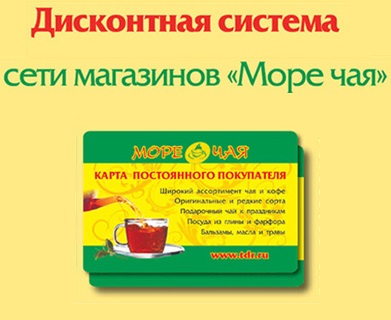 Дисконтная система
сети магазинов «Море чая»
МОРЕ ЧАЯ
КАРТА ПОСТОЯННОГО ПОКУПАТЕЛЯ
Широкий ассортимент чая и кофе
Оригинальные и редкие сорта
Подарочный чай к праздникам
Посуда из глины и фарфора
Бальзамы, масла и травы
www.tdr.ru